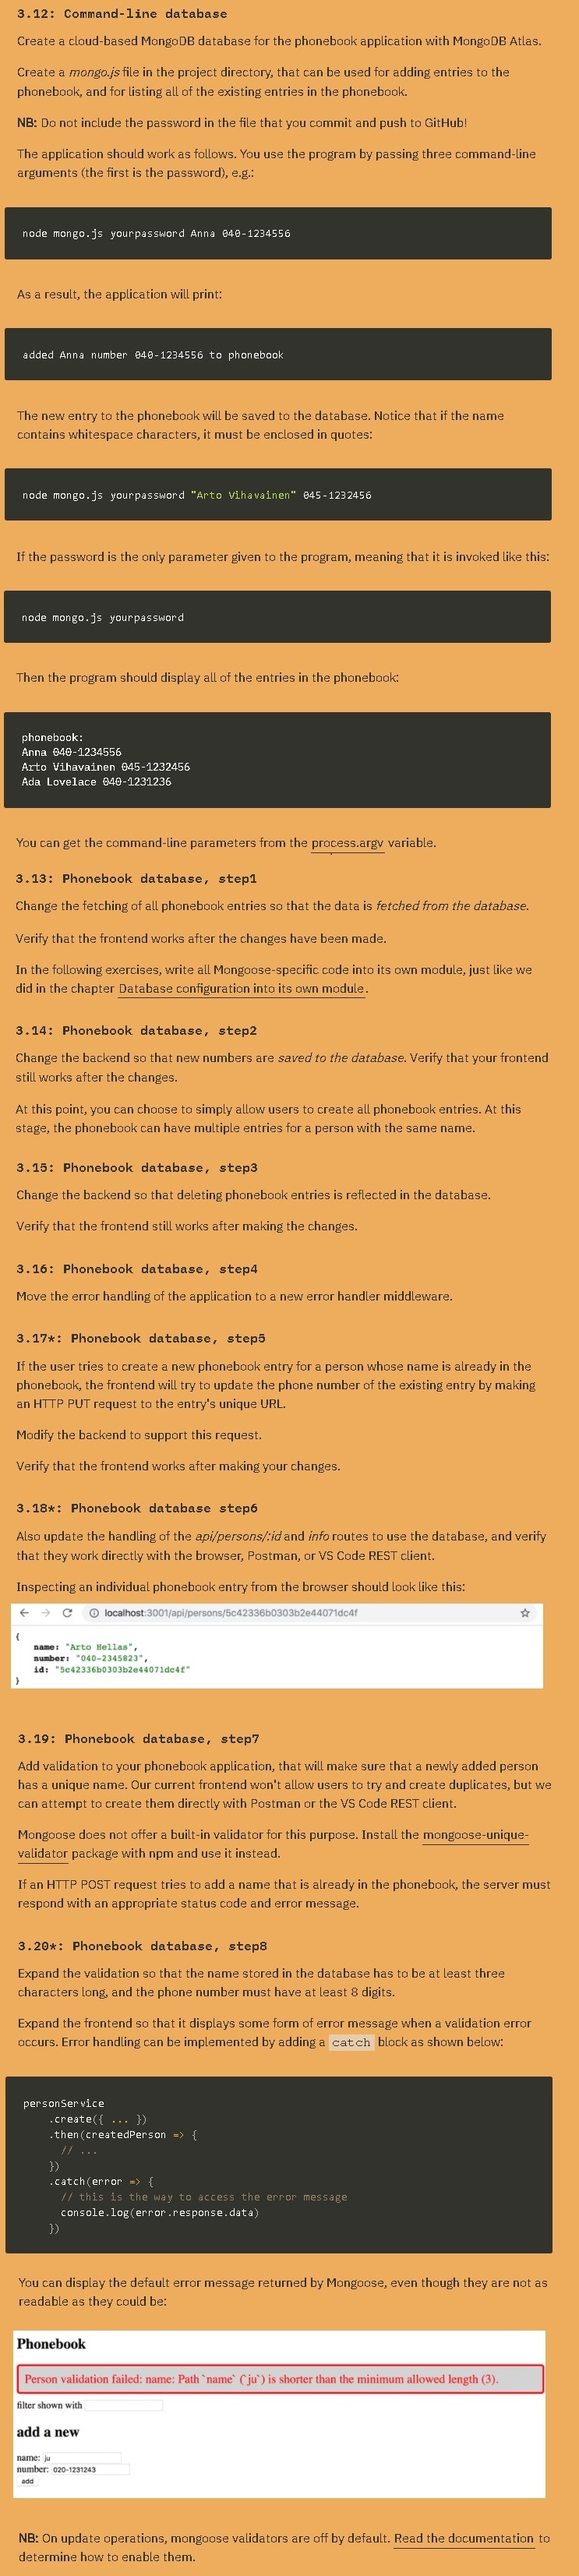 3.12: Command-line database
Create a cloud-based MongoDB database for the phonebook application with MongoDB Atlas.
Create a mongo.js file in the project directory, that can be used for adding entries to the
phonebook, and for listing all of the existing entries in the phonebook.
NB: Do not include the password in the file that you commit and push to GitHub!
The application should work as follows. You use the program by passing three command-line
arguments (the first is the password), e.g.:
node mongo.js yourpassword Anna 040-1234556
As a result, the application will print:
added Anna number 040-1234556 to phonebook
The new entry to the phonebook will be saved to the database. Notice that if the name
contains whitespace characters, it must be enclosed in quotes:
node mongo.js yourpassword "Arto Vihavainen" 045-1232456
If the password is the only parameter given to the program, meaning that it is invoked like this:
node mongo.js yourpassword
Then the program should display all of the entries in the phonebook:
phonebook:
Anna 040-1234556
Arto Vihavainen 045-1232456
Ada Lovelace 040-1231236
You can get the command-line parameters from the process.argv variable.
3.13: Phonebook database, step1
Change the fetching of all phonebook entries so that the data is fetched from the database.
Verify that the frontend works after the changes have been made.
In the following exercises, write all Mongoose-specific code into its own module, just like we
did in the chapter Database configuration into its own module.
3.14: Phonebook database, step2
Change the backend so that new numbers are saved to the database. Verify that your frontend
still works after the changes.
At this point, you can choose to simply allow users to create all phonebook entries. At this
stage, the phonebook can have multiple entries for a person with the same name.
3.15: Phonebook database, step3
Change the backend so that deleting phonebook entries is reflected in the database.
Verify that the frontend still works after making the changes.
3.16: Phonebook database, step4
Move the error handling of the application to a new error handler middleware.
3.17*: Phonebook database, step5
If the user tries to create a new phonebook entry for a person whose name is already in the
phonebook, the frontend will try to update the phone number of the existing entry by making
an HTTP PUT request to the entry's unique URL.
Modify the backend to support this request.
Verify that the frontend works after making your changes.
3.18*: Phonebook database step6
Also update the handling of the api/persons/:id and info routes to use the database, and verify
that they work directly with the browser, Postman, or VS Code REST client.
Inspecting an individual phonebook entry from the browser should look like this:
localhost:3001/api/persons/5c42336b0303b2e44071dc4f
{
name: "Arto Hellas",
number: "040-2345823",
id: "5c42336b0303b2e44071dc4f"
}
3.19: Phonebook database, step7
Add validation to your phonebook application, that will make sure that a newly added person
has a unique name. Our current frontend won't allow users to try and create duplicates, but we
can attempt to create them directly with Postman or the VS Code REST client.
Mongoose does not offer a built-in validator for this purpose. Install the mongoose-unique-
validator package with npm and use it instead.
If an HTTP POST request tries to add a name that is already in the phonebook, the server must
respond with an appropriate status code and error message.
3.20*: Phonebook database, step8
Expand the validation so that the name stored in the database has to be at least three
characters long, and the phone number must have at least 8 digits.
Expand the frontend so that it displays some form of error message when a validation error
occurs. Error handling can be implemented by adding a catch block as shown below:
personService
.create({ ... })
.then(createdPerson => {
// ...
})
.catch(error => {
// this is the way to access the error message
console.log(error.response.data)
})
You can display the default error message returned by Mongoose, even though they are not as
readable as they could be:
Phonebook
Person validation failed: name: Path `name` (`ju`) is shorter than the minimum allowed length (3).
filter shown with
add a new
name: ju
number: 020-1231243
add
NB: On update operations, mongoose validators are off by default. Read the documentation to
determine how to enable them.